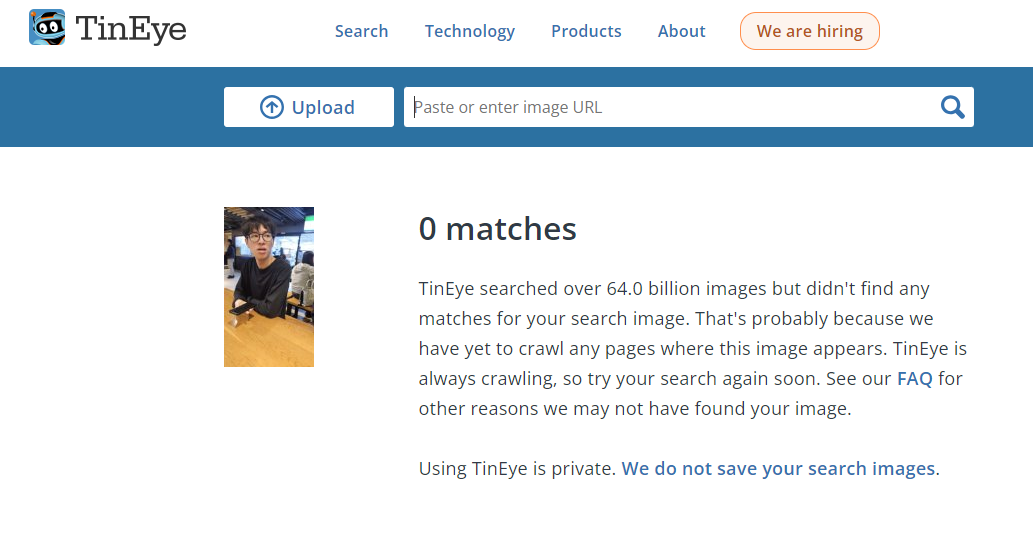 TinEye
Search
Technology
Products
About
We are hiring
Upload
Paste or enter image URL
0 matches
TinEye searched over 64.0 billion images but didn't find any
matches for your search image. That's probably because we
have yet to crawl any pages where this image appears. TinEye is
always crawling, so try your search again soon. See our FAQ for
other reasons we may not have found your image.
Using TinEye is private. We do not save your search images.